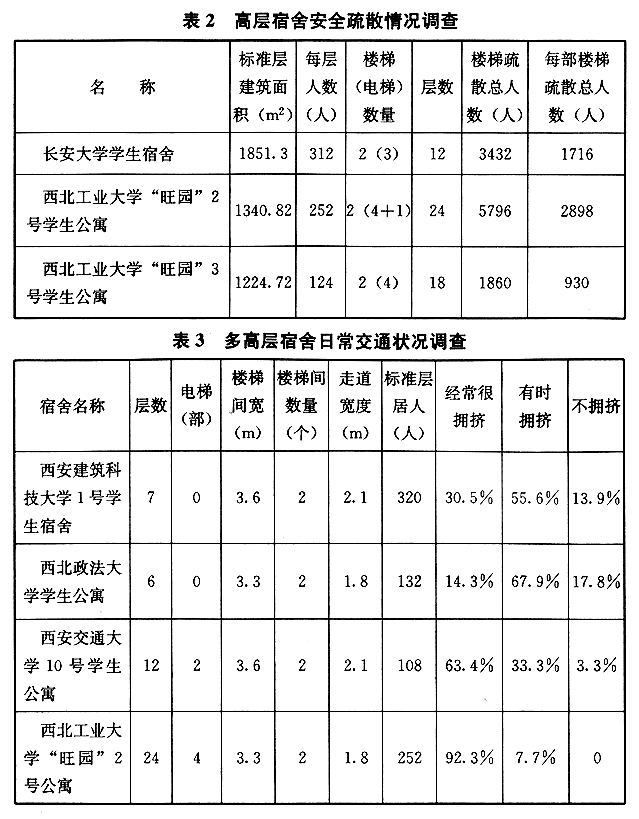 表2 高层宿舍安全疏散情况调查
名 称 标准层建筑面积（m²） 每层人数（人） 楼梯（电梯）数量 层数 楼梯疏散总人数（人） 每部楼梯疏散总人数（人）
长安大学学生宿舍 1851.3 312 2（3） 12 3432 1716
西北工业大学“旺园”2号学生公寓 1340.82 252 2（4＋1） 24 5796 2898
西北工业大学“旺园”3号学生公寓 1224.72 124 2（4） 18 1860 930
表3 多高层宿舍日常交通状况调查
宿舍名称 层数 电梯（部） 楼梯间宽（m） 楼梯间数量（个） 走道宽度（m） 标准层居人（人） 经常很拥挤 有时拥挤 不拥挤
西安建筑科技大学1号学生宿舍 7 0 3.6 2 2.1 320 30.5% 55.6% 13.9%
西北政法大学学生公寓 6 0 3.3 2 1.8 132 14.3% 67.9% 17.8%
西安交通大学10号学生公寓 12 2 3.6 2 2.1 108 63.4% 33.3% 3.3%
西北工业大学“旺园”2号公寓 24 4 3.3 2 1.8 252 92.3% 7.7% 0